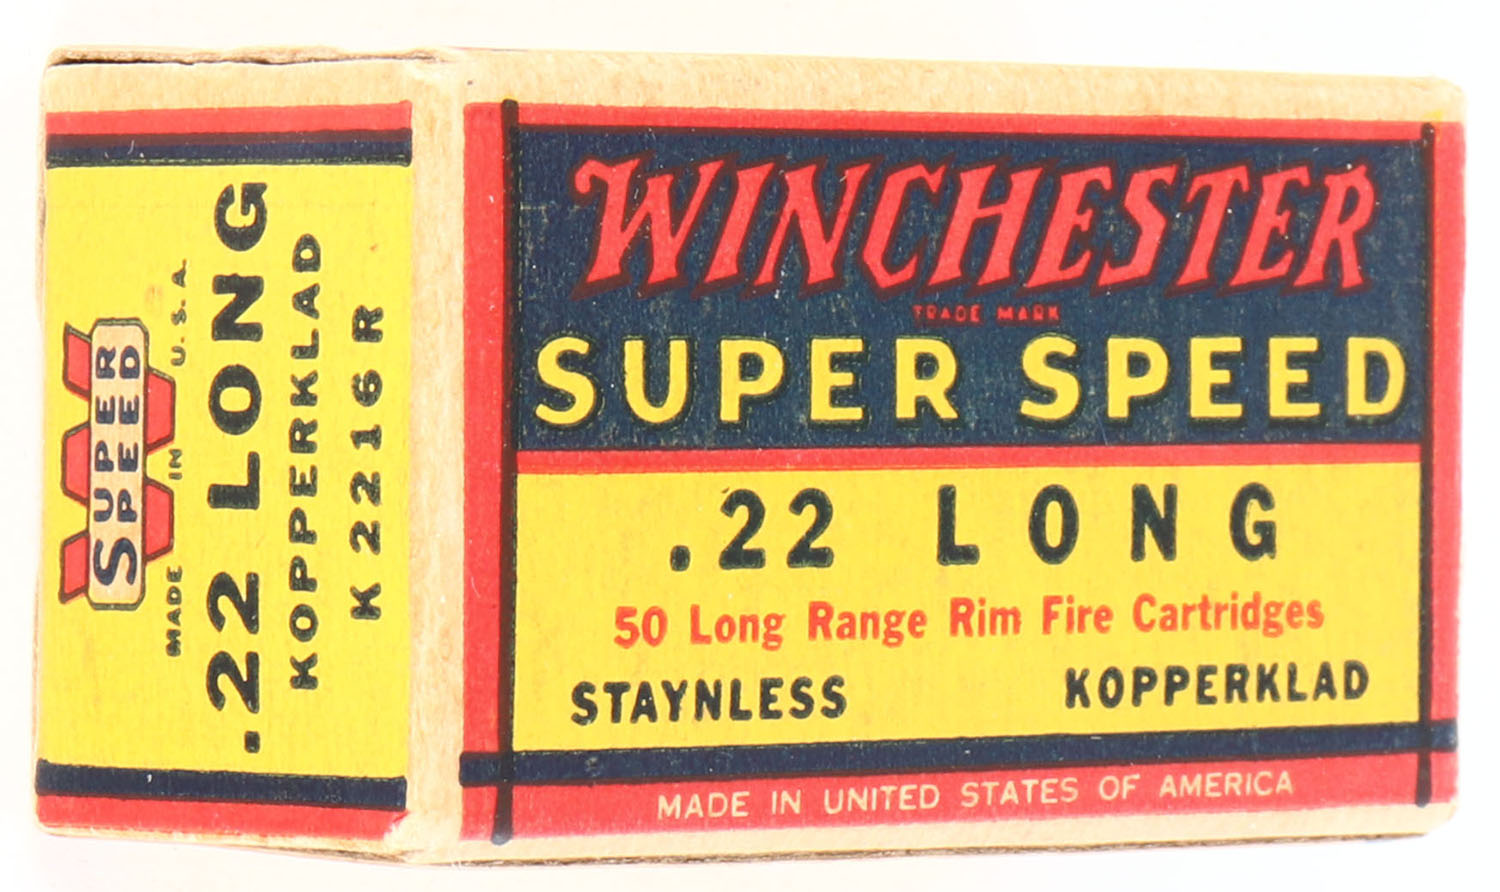 WINCHESTER
TRADE MARK
SUPER SPEED
.22 LONG
50 Long Range Rim Fire Cartridges
STAYNLESS KOPPERKLAD
MADE IN UNITED STATES OF AMERICA
SUPER
SPEED
MADE IN U.S.A.
.22 LONG
KOPPERKLAD
K 2216 R